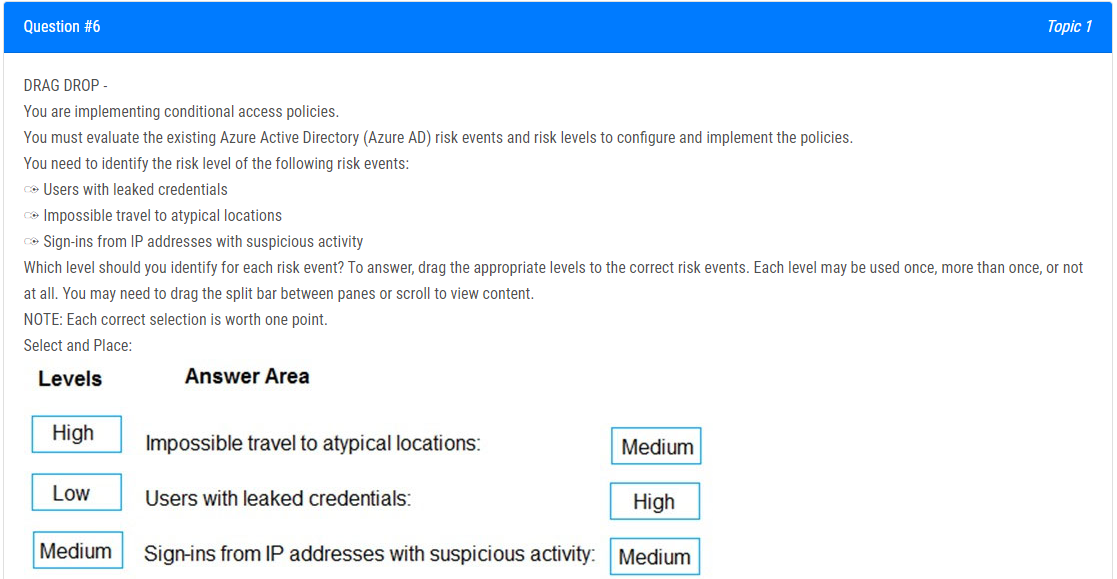 Question #6
Topic 1
DRAG DROP -
You are implementing conditional access policies.
You must evaluate the existing Azure Active Directory (Azure AD) risk events and risk levels to configure and implement the policies.
You need to identify the risk level of the following risk events:
Users with leaked credentials
Impossible travel to atypical locations
Sign-ins from IP addresses with suspicious activity
Which level should you identify for each risk event? To answer, drag the appropriate levels to the correct risk events. Each level may be used once, more than once, or not
at all. You may need to drag the split bar between panes or scroll to view content.
NOTE: Each correct selection is worth one point.
Select and Place:
Levels
Answer Area
High
Impossible travel to atypical locations:
Medium
Low
Users with leaked credentials:
High
Medium
Sign-ins from IP addresses with suspicious activity:
Medium